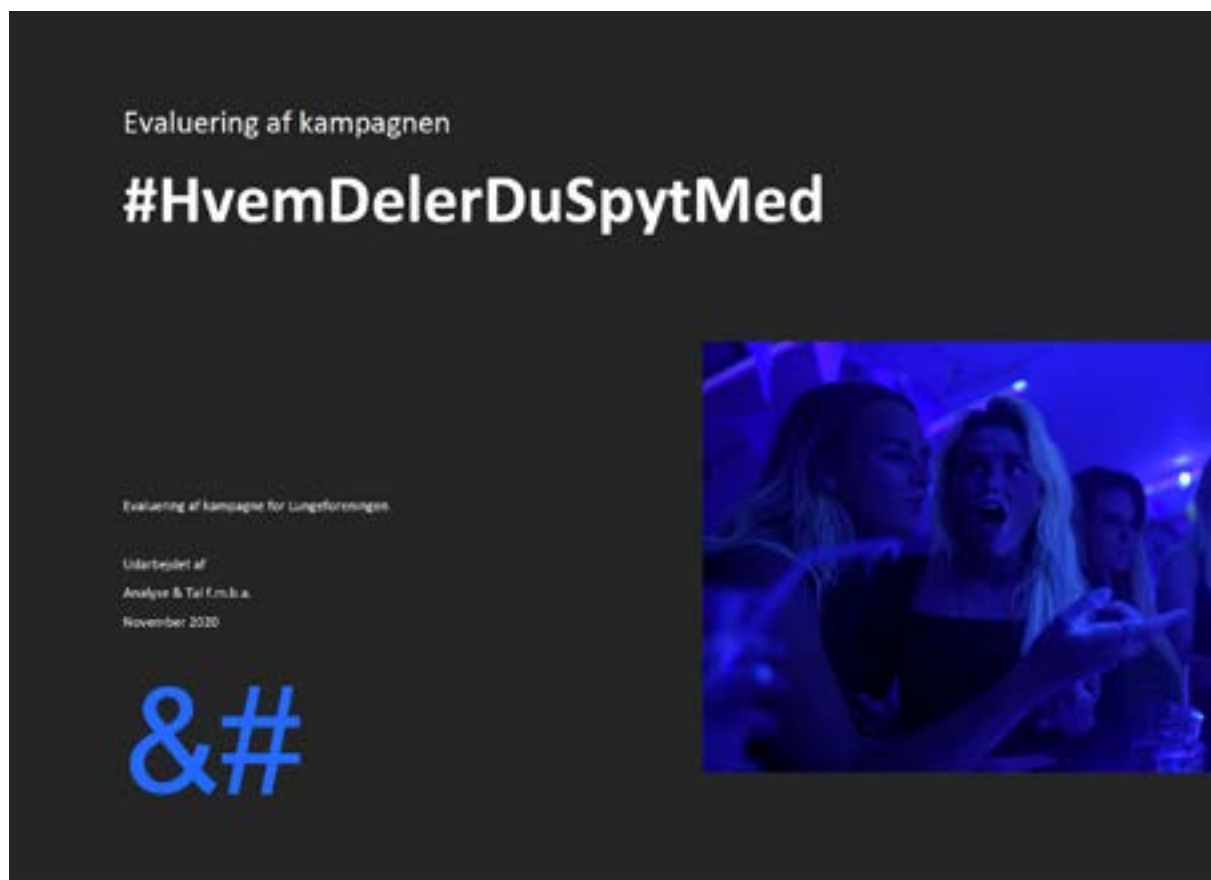 Evaluering af kampagnen
#HvemDelerDuSpytMed
Evaluering af kampagne for Lungeforeningen
Udarbejdet af
Analyse & Tal f.m.b.a.
November 2020
&#